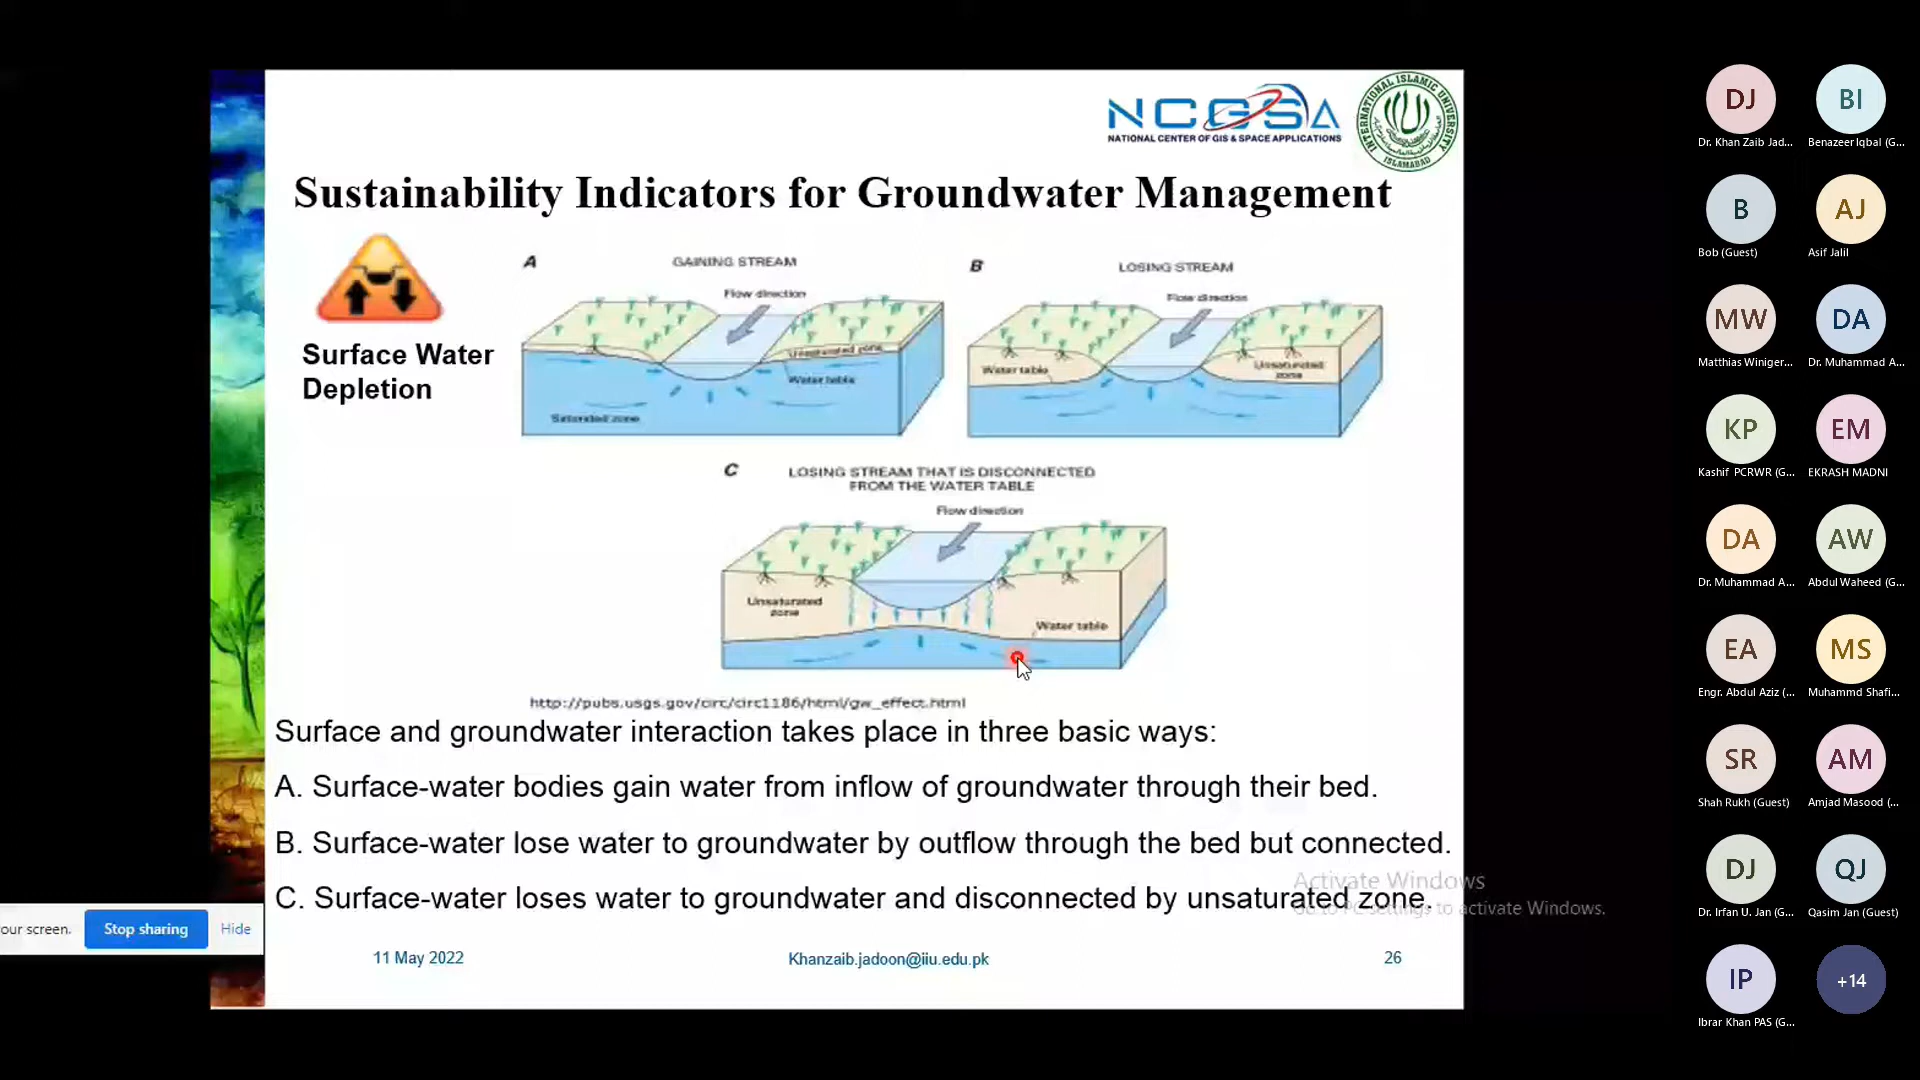 NCGSA
NATIONAL CENTER OF GIS & SPACE APPLICATIONS
INTERNATIONAL ISLAMIC UNIVERSITY
ISLAMABAD
Sustainability Indicators for Groundwater Management
Surface Water
Depletion
A
GAINING STREAM
Flow direction
Unsaturated zone
Water table
Saturated zone
B
LOSING STREAM
Flow direction
Water table
Unsaturated
zone
C
LOSING STREAM THAT IS DISCONNECTED
FROM THE WATER TABLE
Flow direction
Unsaturated
zone
Water table
http://pubs.usgs.gov/circ/circ1186/html/gw_effect.html
Surface and groundwater interaction takes place in three basic ways:
A. Surface-water bodies gain water from inflow of groundwater through their bed.
B. Surface-water lose water to groundwater by outflow through the bed but connected.
C. Surface-water loses water to groundwater and disconnected by unsaturated zone.
Activate Windows
Go to PC settings to activate Windows.
our screen.
Stop sharing
Hide
11 May 2022
Khanzaib.jadoon@iiu.edu.pk
26
DJ
Dr. Khan Zaib Jad...
BI
Benazeer Iqbal (G...
B
Bob (Guest)
AJ
Asif Jalil
MW
Matthias Winiger...
DA
Dr. Muhammad A...
KP
Kashif PCRWR (G...
EM
EKRASH MADNI
DA
Dr. Muhammad A...
AW
Abdul Waheed (G...
EA
Engr. Abdul Aziz (...
MS
Muhammd Shafi...
SR
Shah Rukh (Guest)
AM
Amjad Masood (...
DJ
Dr. Irfan U. Jan (G...
QJ
Qasim Jan (Guest)
IP
Ibrar Khan PAS (G...
+14